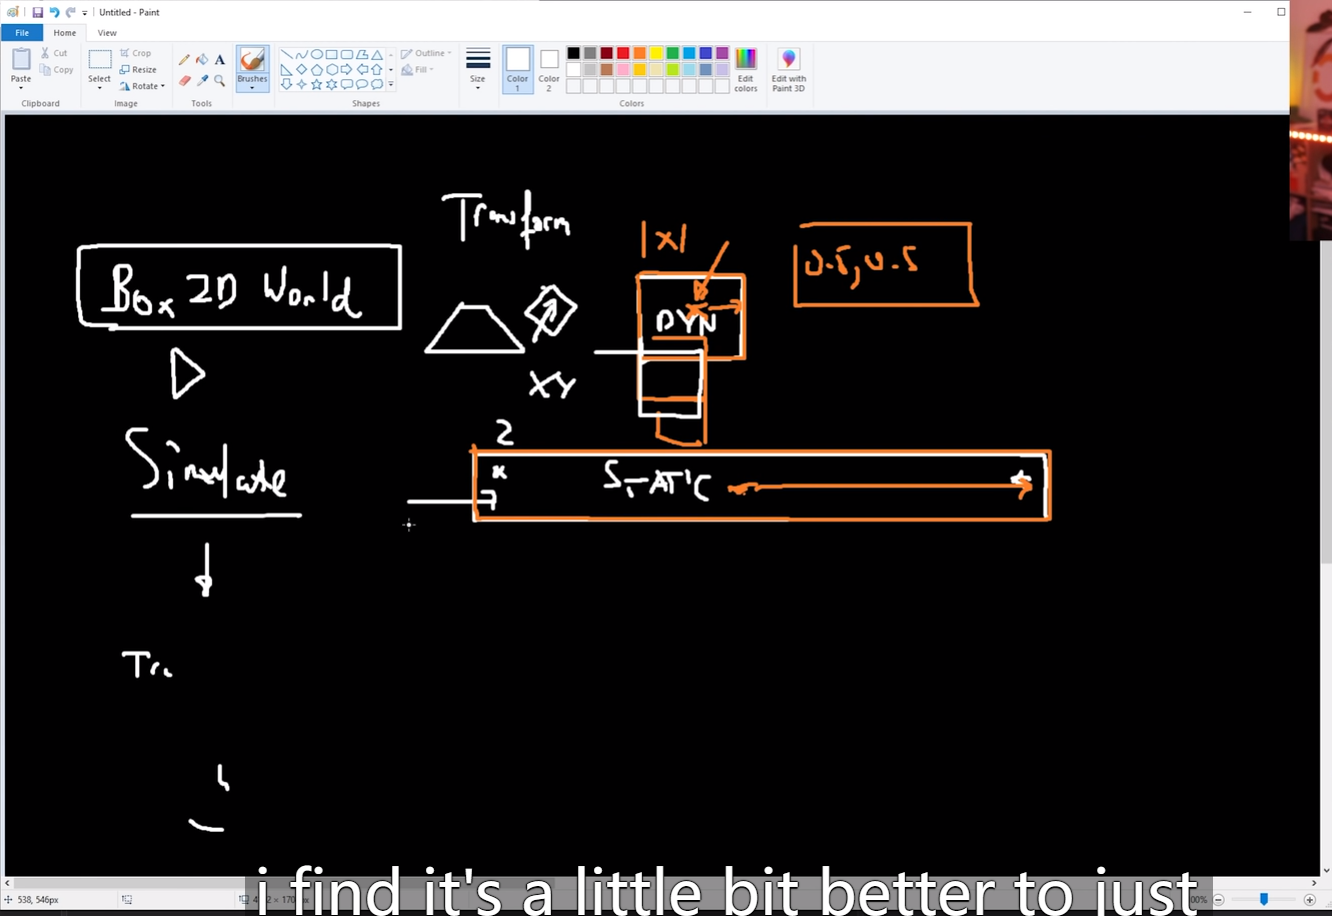 Untitled - Paint
File
Home
View
Paste
Cut
Copy
Clipboard
Select
Crop
Resize
Rotate
Image
A
Tools
Brushes
Outline
Fill
Shapes
Size
Color 1
Color 2
Edit colors
Colors
Edit with Paint 3D
Transform
1x1
0.5, 0.5
Box 2D World
DYN
XY
2
STATIC
Simulate
Tra
538, 546px
i find it's a little bit better to just